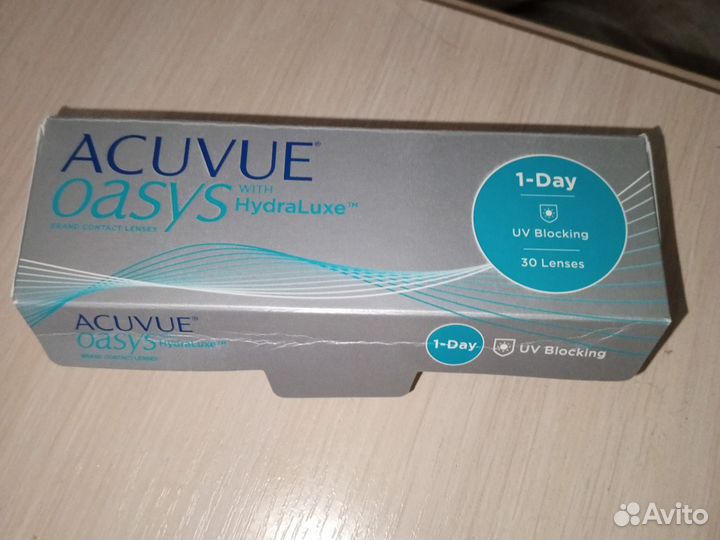 ACUVUE®
oasys WITH HydraLuxe™
BRAND CONTACT LENSES
1-Day
UV Blocking
30 Lenses
ACUVUE®
oasys HydraLuxe™
BRAND CONTACT LENSES
1-Day
UV Blocking
Avito